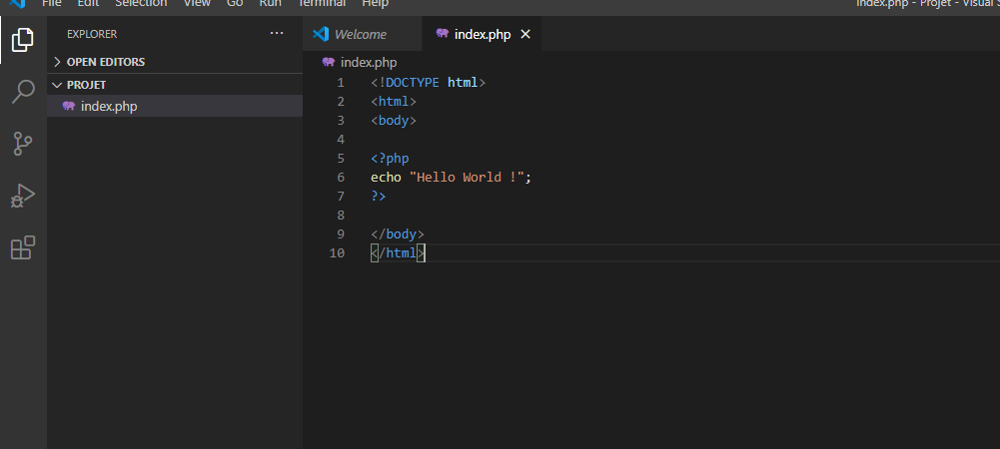 File Edit Selection View Go Run Terminal Help index.php - Projet - Visual S
EXPLORER ···
Welcome
index.php
OPEN EDITORS
PROJET
index.php
index.php
1 <!DOCTYPE html>
2 <html>
3 <body>
4
5 <?php
6 echo "Hello World !";
7 ?>
8
9 </body>
10 </html>